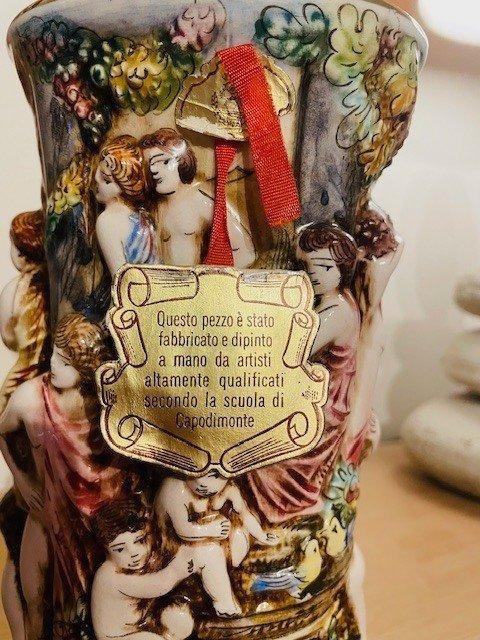 Questo pezzo è stato
fabbricato e dipinto
a mano da artisti
altamente qualificati
secondo la scuola di
Capodimonte